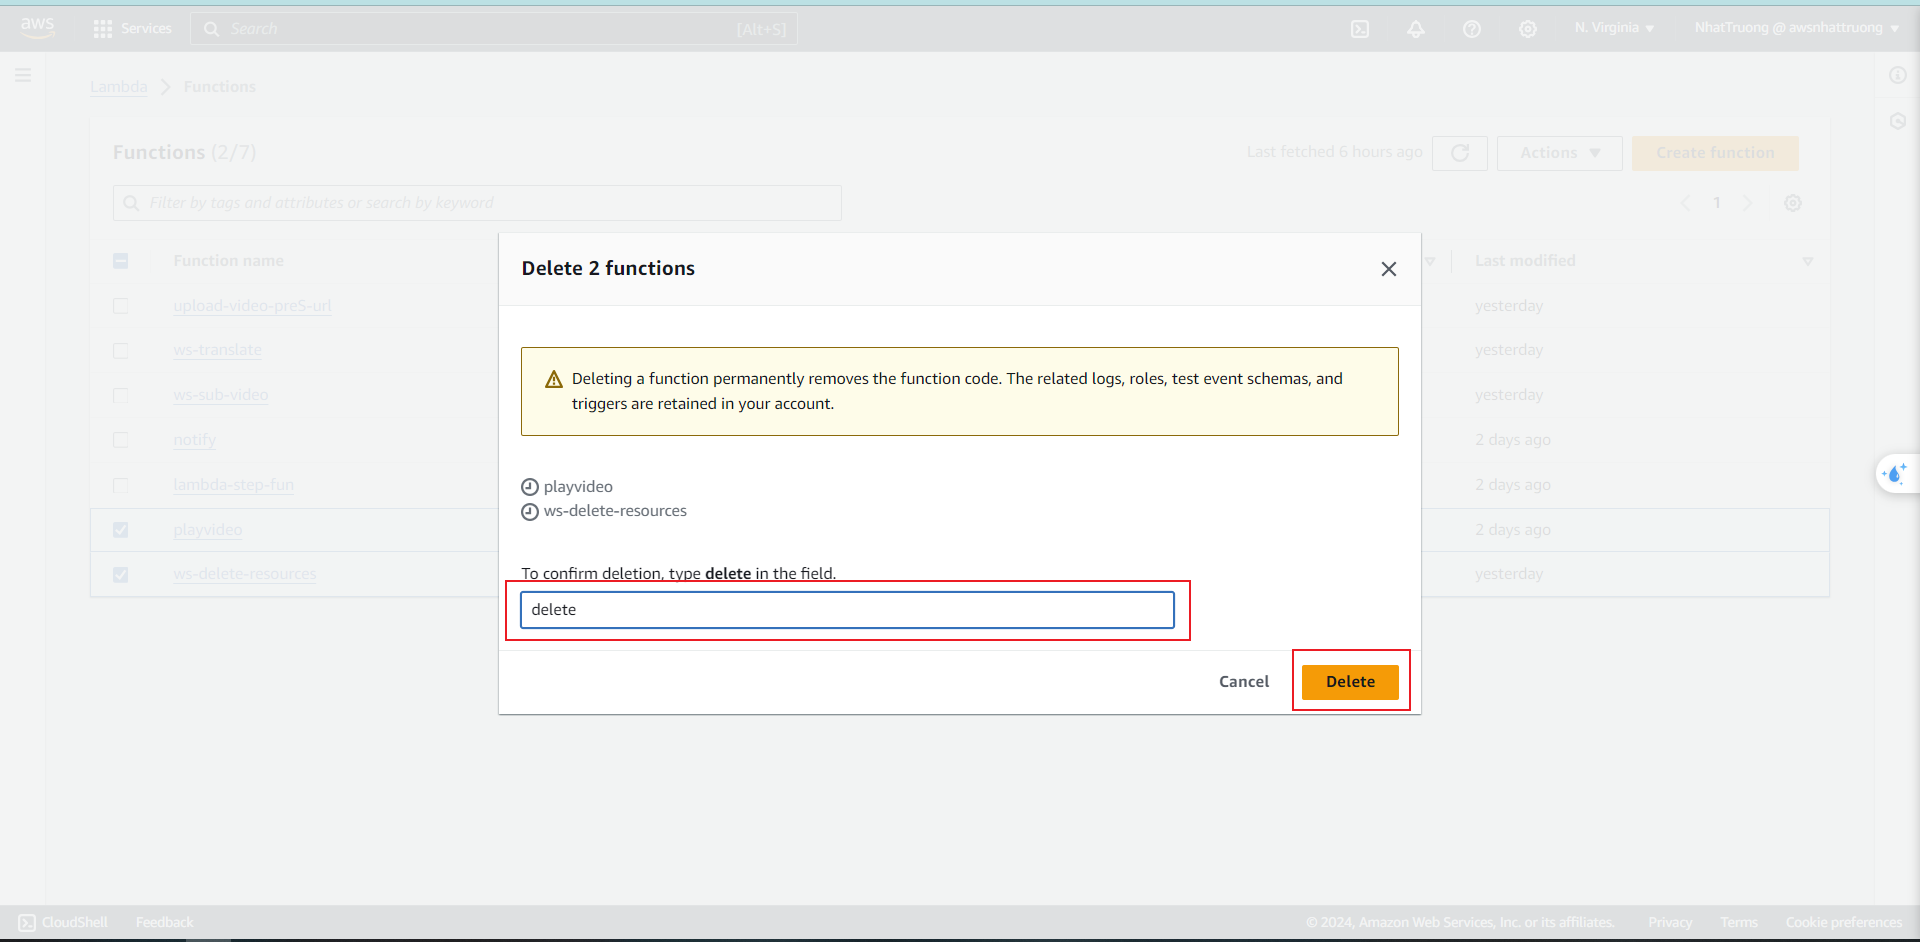 aws
Services
Search
[Alt+S]
N. Virginia
NhatTruong @ awsnhattruong
Lambda
Functions
Functions (2/7)
Last fetched 6 hours ago
Actions
Create function
Filter by tags and attributes or search by keyword
1
Function name
Last modified
upload-video-preS-url
yesterday
ws-translate
yesterday
ws-sub-video
yesterday
notify
2 days ago
lambda-step-fun
2 days ago
playvideo
2 days ago
ws-delete-resources
yesterday
Delete 2 functions
Deleting a function permanently removes the function code. The related logs, roles, test event schemas, and
triggers are retained in your account.
playvideo
ws-delete-resources
To confirm deletion, type delete in the field.
delete
Cancel
Delete
CloudShell
Feedback
© 2024, Amazon Web Services, Inc. or its affiliates.
Privacy
Terms
Cookie preferences